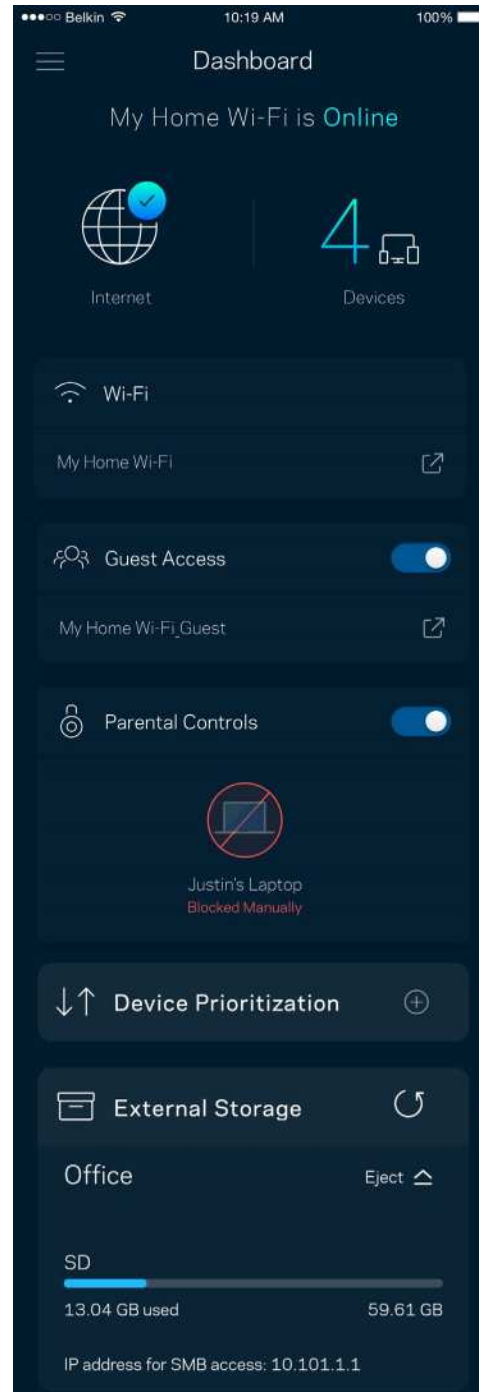 Belkin 10:19 AM 100%
Dashboard
My Home Wi-Fi is Online
4
Internet Devices
Wi-Fi
My Home Wi-Fi
Guest Access
My Home Wi-Fi_Guest
Parental Controls
Justin's Laptop
Blocked Manually
Device Prioritization
External Storage
Office Eject
SD
13.04 GB used 59.61 GB
IP address for SMB access: 10.101.1.1